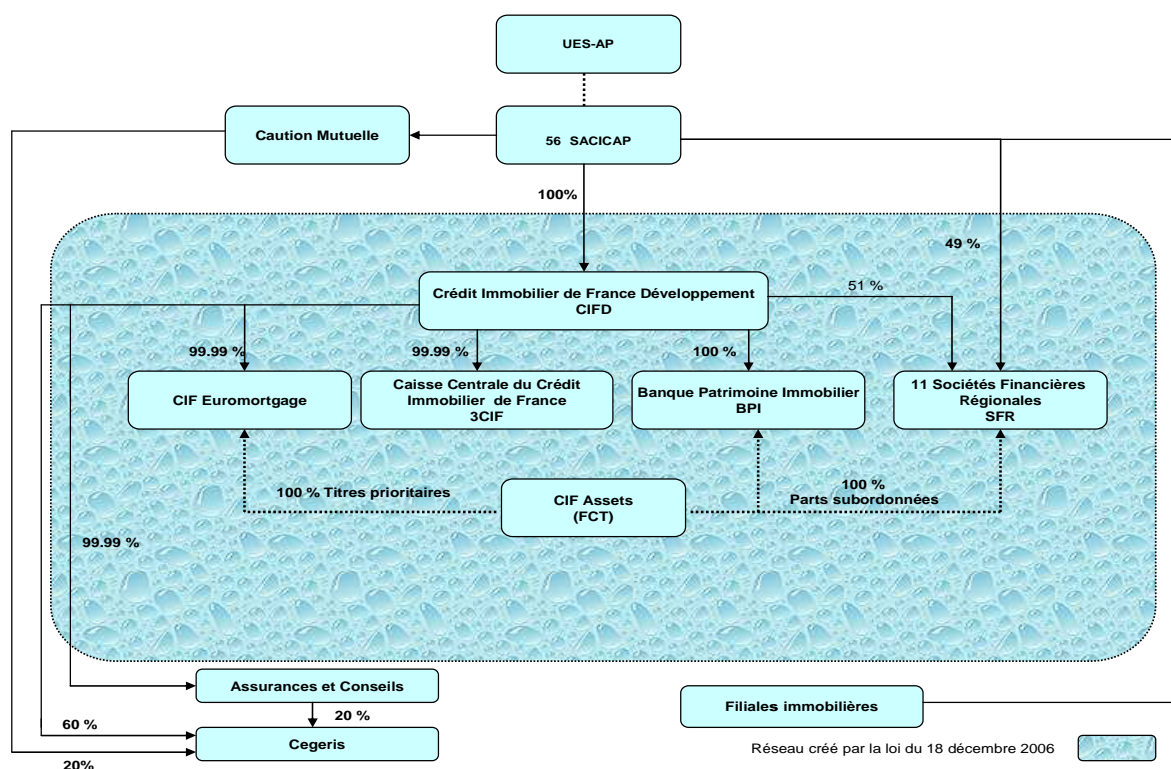 UES-AP
Caution Mutuelle
56 SACICAP
100%
49 %
Crédit Immobilier de France Développement
CIFD
51 %
99.99 %
99.99 %
100 %
CIF Euromortgage
Caisse Centrale du Crédit
Immobilier de France
3CIF
Banque Patrimoine Immobilier
BPI
11 Sociétés Financières
Régionales
SFR
100 % Titres prioritaires
CIF Assets
(FCT)
100 %
Parts subordonnées
99.99 %
Assurances et Conseils
20 %
60 %
Cegeris
20%
Filiales immobilières
Réseau créé par la loi du 18 décembre 2006